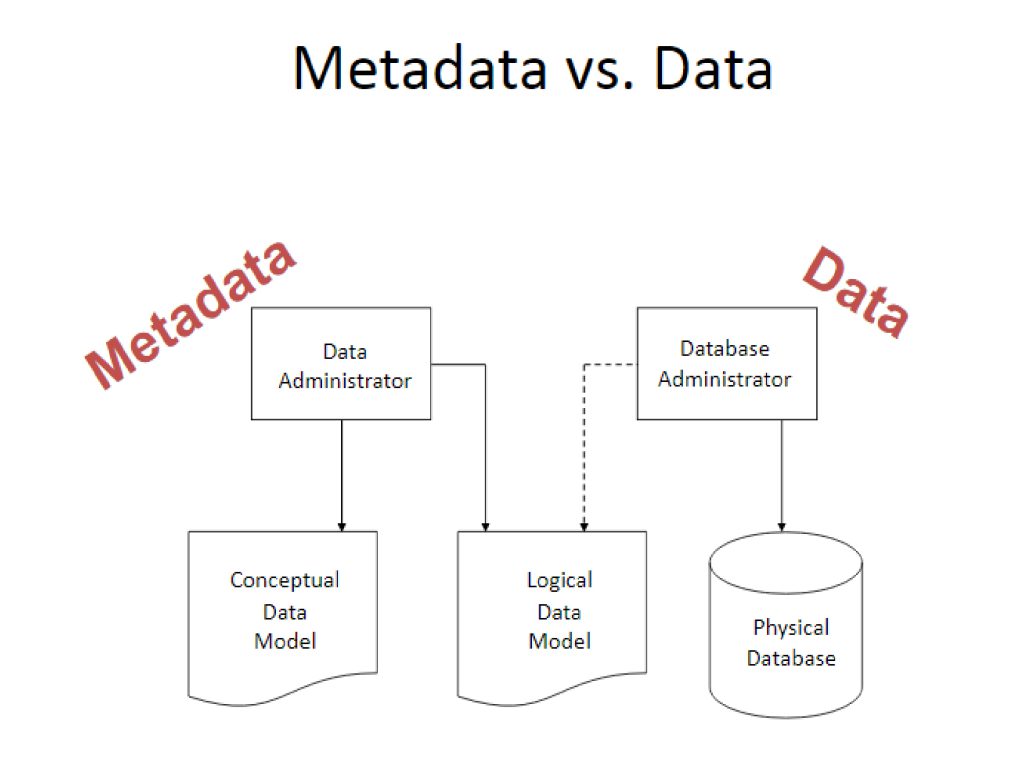 Metadata vs. Data
Metadata
Data
Data
Administrator
Database
Administrator
Conceptual
Data
Model
Logical
Data
Model
Physical
Database